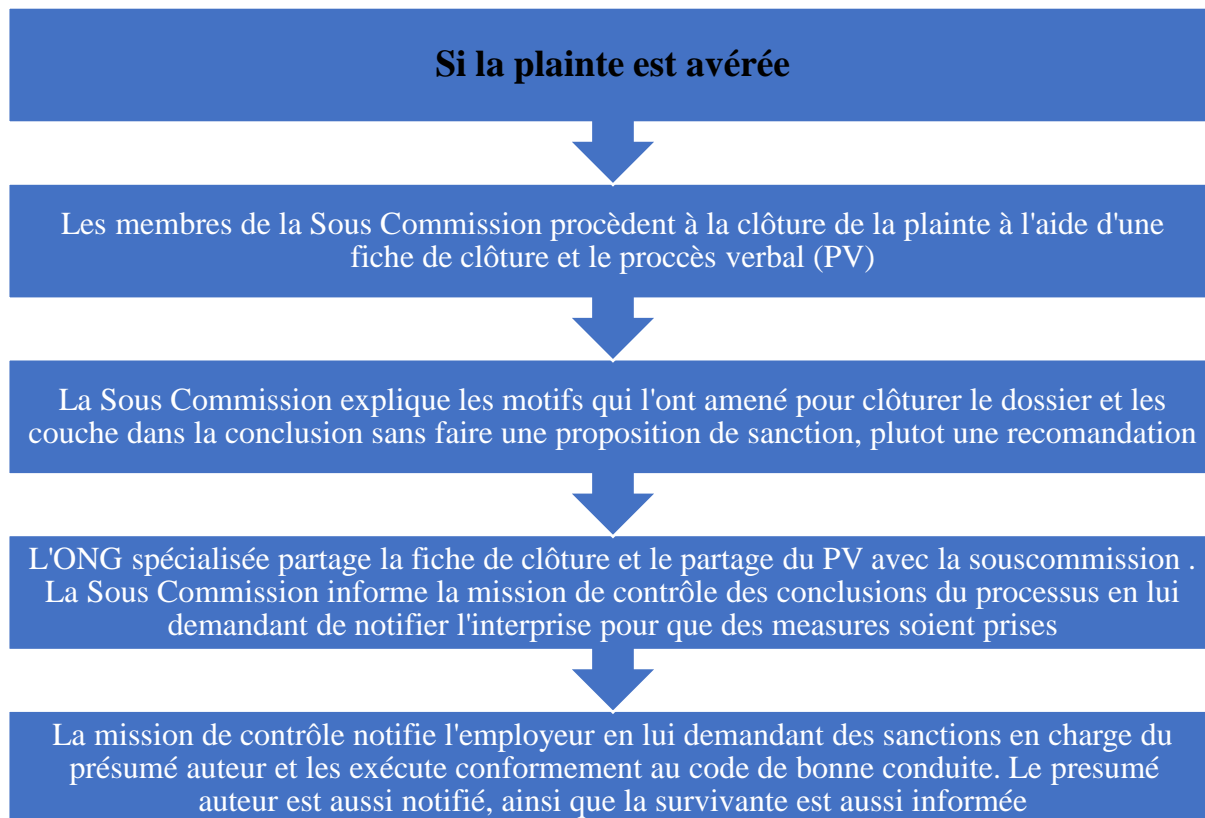 Si la plainte est avérée
Les membres de la Sous Commission procèdent à la clôture de la plainte à l'aide d'une
fiche de clôture et le proccès verbal (PV)
La Sous Commission explique les motifs qui l'ont amené pour clôturer le dossier et les
couche dans la conclusion sans faire une proposition de sanction, plutot une recomandation
L'ONG spécialisée partage la fiche de clôture et le partage du PV avec la souscommission .
La Sous Commission informe la mission de contrôle des conclusions du processus en lui
demandant de notifier l'interprise pour que des measures soient prises
La mission de contrôle notifie l'employeur en lui demandant des sanctions en charge du
présumé auteur et les exécute conformement au code de bonne conduite. Le presumé
auteur est aussi notifié, ainsi que la survivante est aussi informée